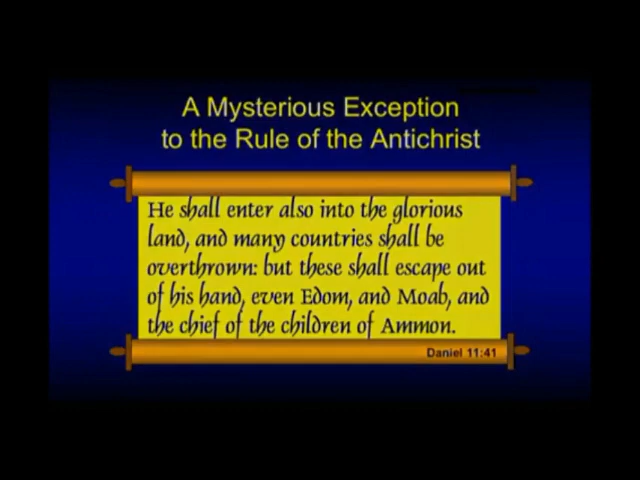 A Mysterious Exception
to the Rule of the Antichrist
He shall enter also into the glorious
land, and many countries shall be
overthrown: but these shall escape out
of his hand, even Edom, and Moab, and
the chief of the children of Ammon.
Daniel 11:41